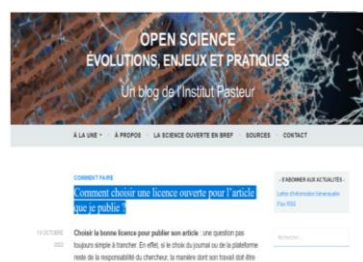 OPEN SCIENCE
ÉVOLUTIONS, ENJEUX ET PRATIQUES
Un blog de l'Institut Pasteur
À LA UNE À PROPOS LA SCIENCE OUVERTE EN BREF SOURCES CONTACT
COMMENT FAIRE
Comment choisir une licence ouverte pour l'article
que je publie ?
- S'ABONNER AUX ACTUALITÉS -
Lettre d'information bimensuelle
Flux RSS
Choisir la bonne licence pour publier son article : une question pas
toujours simple à trancher. En effet, si le choix du journal ou de la plateforme
reste de la responsabilité du chercheur, la manière dont son travail doit être
Recherche